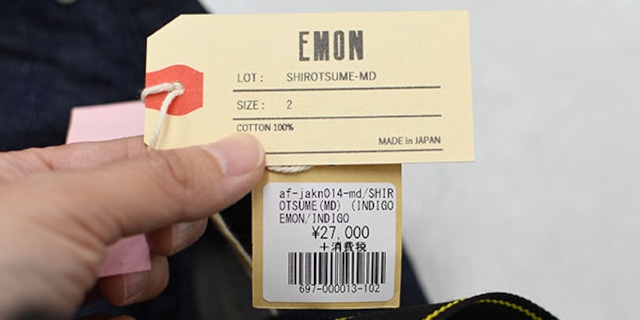 EMON
LOT : SHIROTSUME-MD
SIZE : 2
COTTON 100%
MADE in JAPAN
af-jakn014-md/SHIR
OTSUME(MD) (INDIGO
EMON/INDIGO
¥27,000
+消費税
697-000013-102